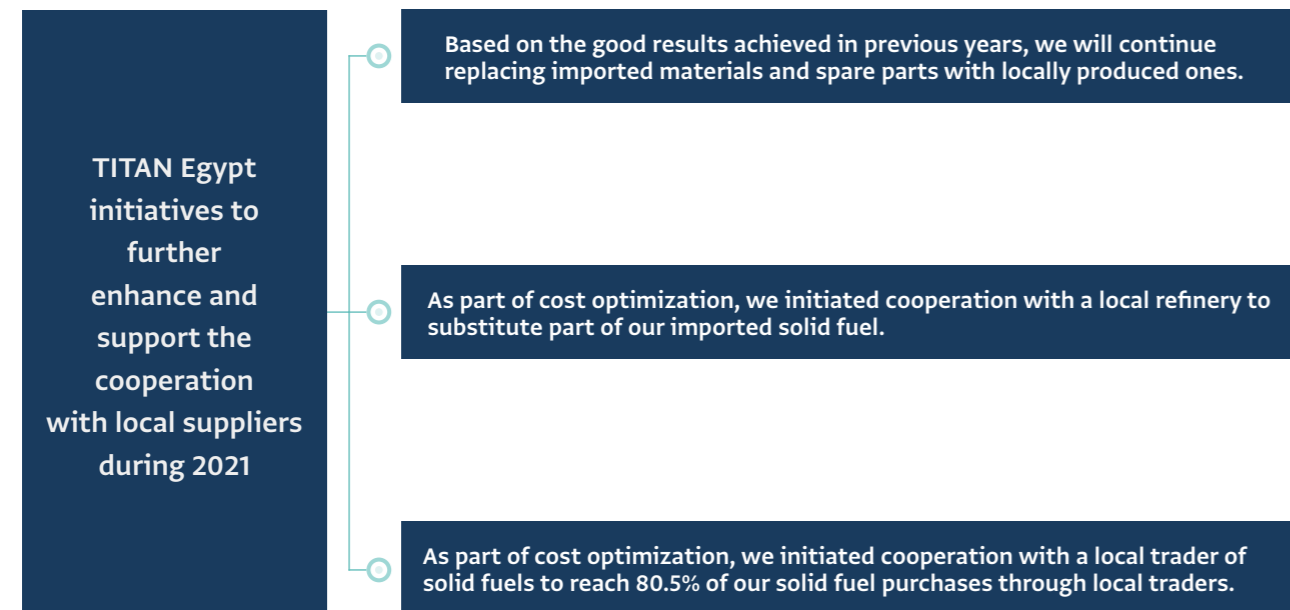 TITAN Egypt
initiatives to
further
enhance and
support the
cooperation
with local suppliers
during 2021
Based on the good results achieved in previous years, we will continue
replacing imported materials and spare parts with locally produced ones.
As part of cost optimization, we initiated cooperation with a local refinery to
substitute part of our imported solid fuel.
As part of cost optimization, we initiated cooperation with a local trader of
solid fuels to reach 80.5% of our solid fuel purchases through local traders.